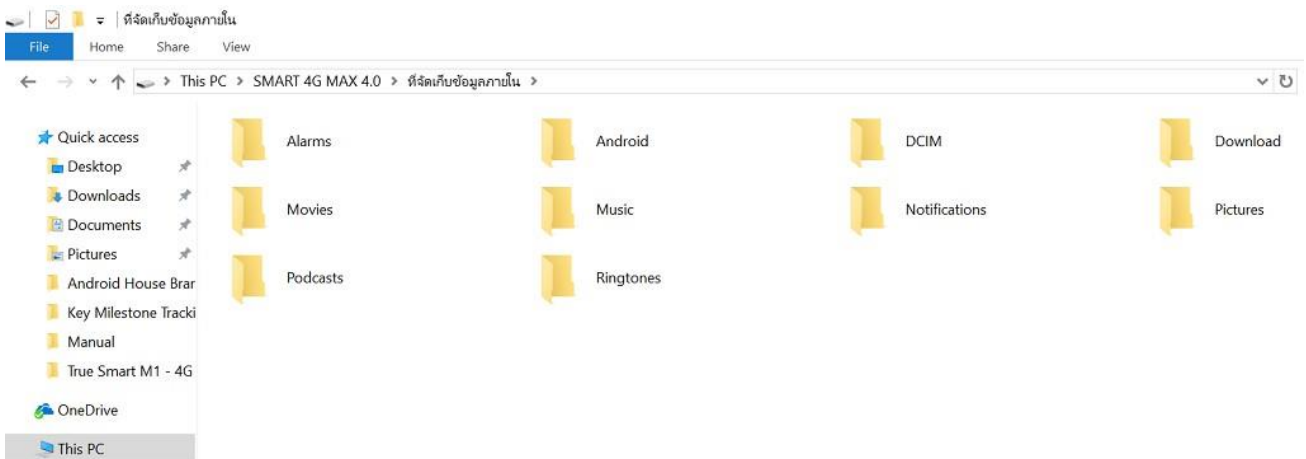 ที่จัดเก็บข้อมูลภายใน
File Home Share View
This PC > SMART 4G MAX 4.0 > ที่จัดเก็บข้อมูลภายใน >
Quick access
Desktop
Downloads
Documents
Pictures
Android House Brar
Key Milestone Tracki
Manual
True Smart M1 - 4G
OneDrive
This PC
Alarms Android DCIM Download
Movies Music Notifications Pictures
Podcasts Ringtones